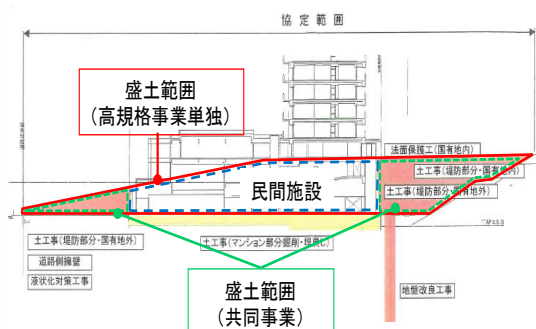 協定範囲
盛土範囲
（高規格事業単独）
法面保護工（国有地内）
土工事（堤防部分・国有地内）
土工事（堤防部分・国有地外）
民間施設
土工事（堤防部分・国有地外）
道路側擁壁
液状化対策工事
土工事（マンション部分掘削・埋戻し）
盛土範囲
（共同事業）
地盤改良工事